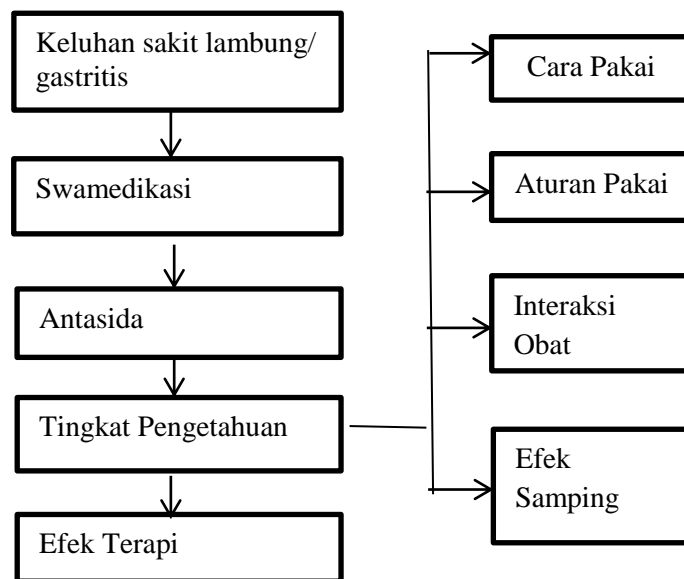 Keluhan sakit lambung/
gastritis
Swamedikasi
Antasida
Tingkat Pengetahuan
Efek Terapi
Cara Pakai
Aturan Pakai
Interaksi
Obat
Efek
Samping